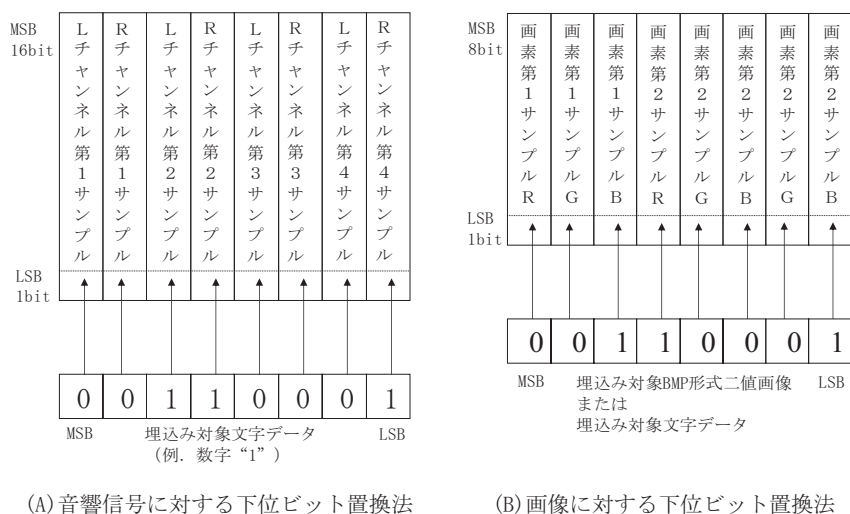 MSB
16bit
Lチャンネル第1サンプル
Rチャンネル第1サンプル
Lチャンネル第2サンプル
Rチャンネル第2サンプル
Lチャンネル第3サンプル
Rチャンネル第3サンプル
Lチャンネル第4サンプル
Rチャンネル第4サンプル
LSB
1bit
0 0 1 1 0 0 0 1
MSB
埋込み対象文字データ
(例. 数字“1”)
LSB
(A)音響信号に対する下位ビット置換法
MSB
8bit
画素第1サンプルR
画素第1サンプルG
画素第1サンプルB
画素第2サンプルR
画素第2サンプルG
画素第2サンプルB
画素第2サンプルG
画素第2サンプルB
LSB
1bit
0 0 1 1 0 0 0 1
MSB
埋込み対象BMP形式二値画像
または
埋込み対象文字データ
LSB
(B)画像に対する下位ビット置換法